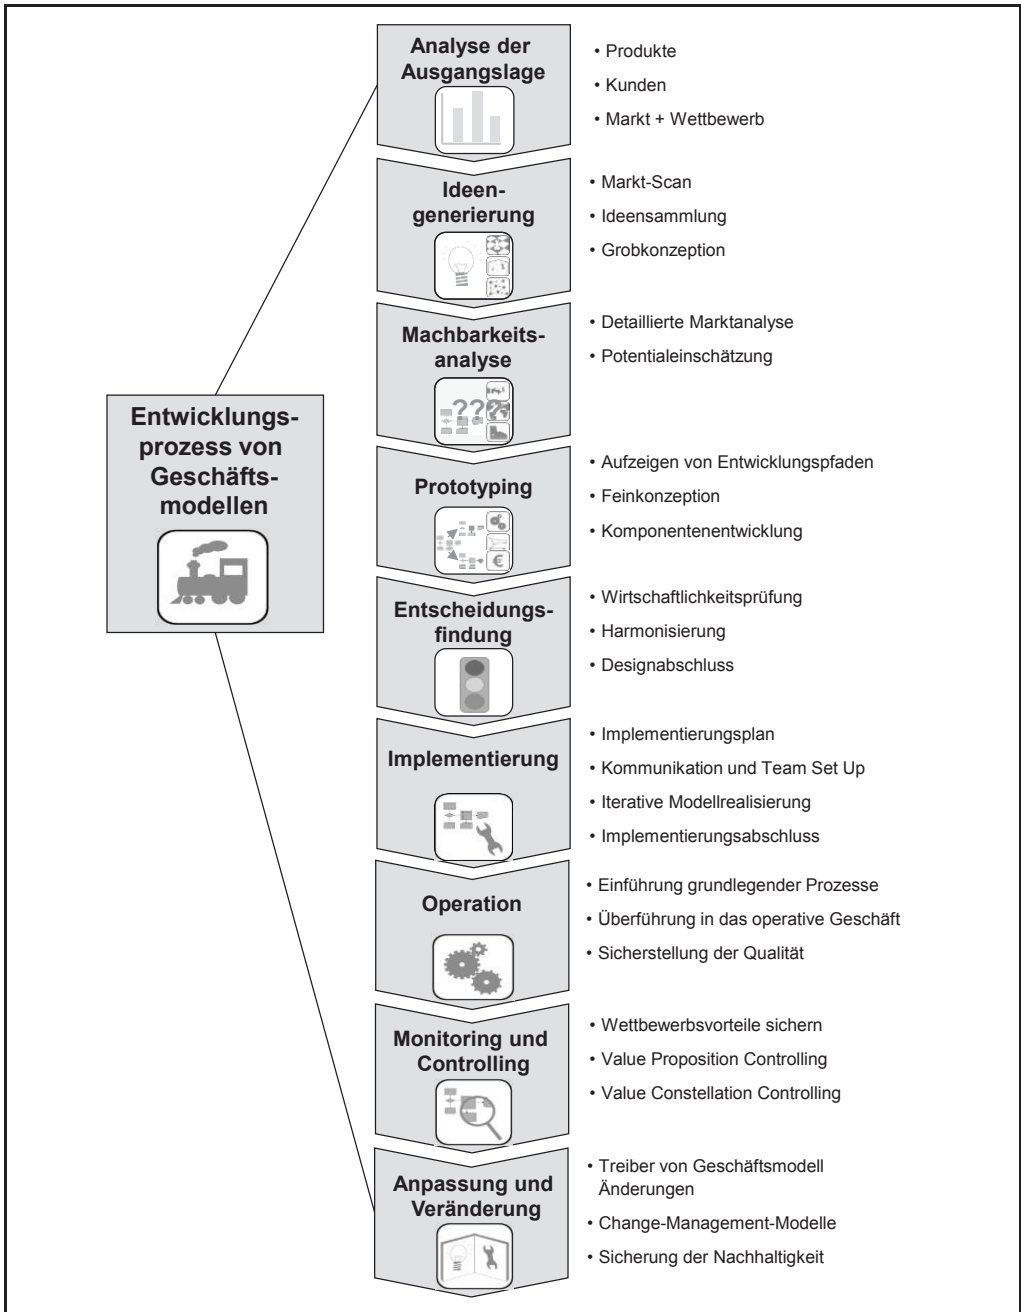 Analyse der
Ausgangslage
• Produkte
• Kunden
• Markt + Wettbewerb
Ideen-
generierung
• Markt-Scan
• Ideensammlung
• Grobkonzeption
Machbarkeits-
analyse
??
?
• Detaillierte Marktanalyse
• Potentialeinschätzung
Entwicklungs-
prozess von
Geschäfts-
modellen
Prototyping
€
• Aufzeigen von Entwicklungspfaden
• Feinkonzeption
• Komponentenentwicklung
Entscheidungs-
findung
• Wirtschaftlichkeitsprüfung
• Harmonisierung
• Designabschluss
Implementierung
• Implementierungsplan
• Kommunikation und Team Set Up
• Iterative Modellrealisierung
• Implementierungsabschluss
Operation
• Einführung grundlegender Prozesse
• Überführung in das operative Geschäft
• Sicherstellung der Qualität
Monitoring und
Controlling
• Wettbewerbsvorteile sichern
• Value Proposition Controlling
• Value Constellation Controlling
Anpassung und
Veränderung
• Treiber von Geschäftsmodell
Änderungen
• Change-Management-Modelle
• Sicherung der Nachhaltigkeit